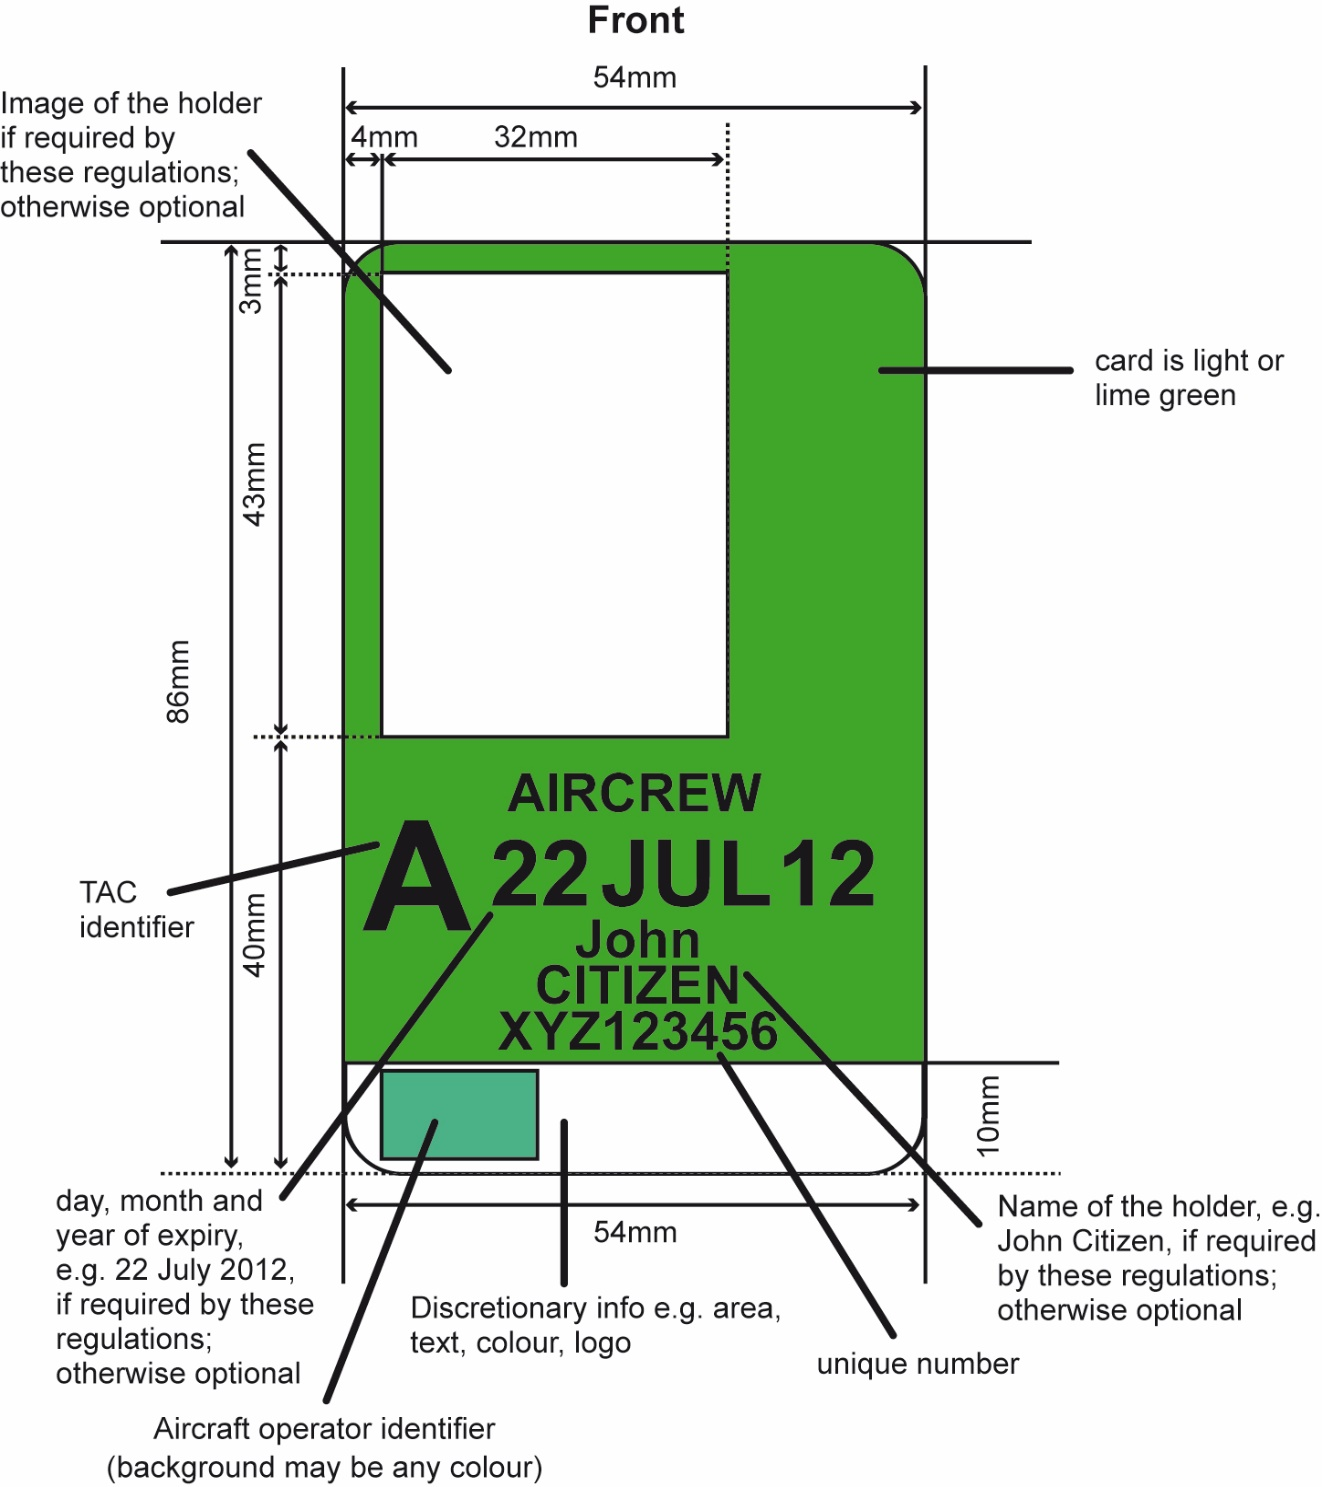 Front
54mm
Image of the holder
if required by
these regulations;
otherwise optional
4mm
32mm
3mm
card is light or
lime green
43mm
86mm
AIRCREW
A
22 JUL 12
TAC
identifier
40mm
John
CITIZEN
XYZ123456
10mm
day, month and
year of expiry,
e.g. 22 July 2012,
if required by these
regulations;
otherwise optional
54mm
Name of the holder, e.g.
John Citizen, if required
by these regulations;
otherwise optional
Discretionary info e.g. area,
text, colour, logo
unique number
Aircraft operator identifier
(background may be any colour)